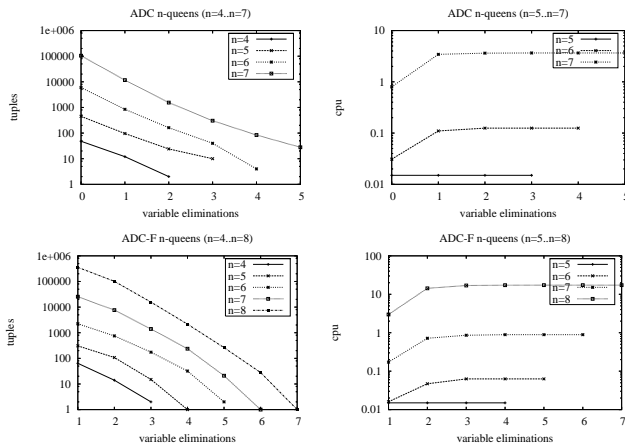 ADC n-queens (n=4..n=7)
1e+006
100000
10000
1000
100
10
1
tuples
n=4
n=5
n=6
n=7
0 1 2 3 4 5
variable eliminations
ADC n-queens (n=5..n=7)
10
1
0.1
0.01
cpu
n=5
n=6
n=7
0 1 2 3 4 5
variable eliminations
ADC-F n-queens (n=4..n=8)
1e+006
100000
10000
1000
100
10
1
tuples
n=4
n=5
n=6
n=7
n=8
1 2 3 4 5 6 7
variable eliminations
ADC-F n-queens (n=5..n=8)
100
10
1
0.1
0.01
cpu
n=5
n=6
n=7
n=8
1 2 3 4 5 6 7
variable eliminations